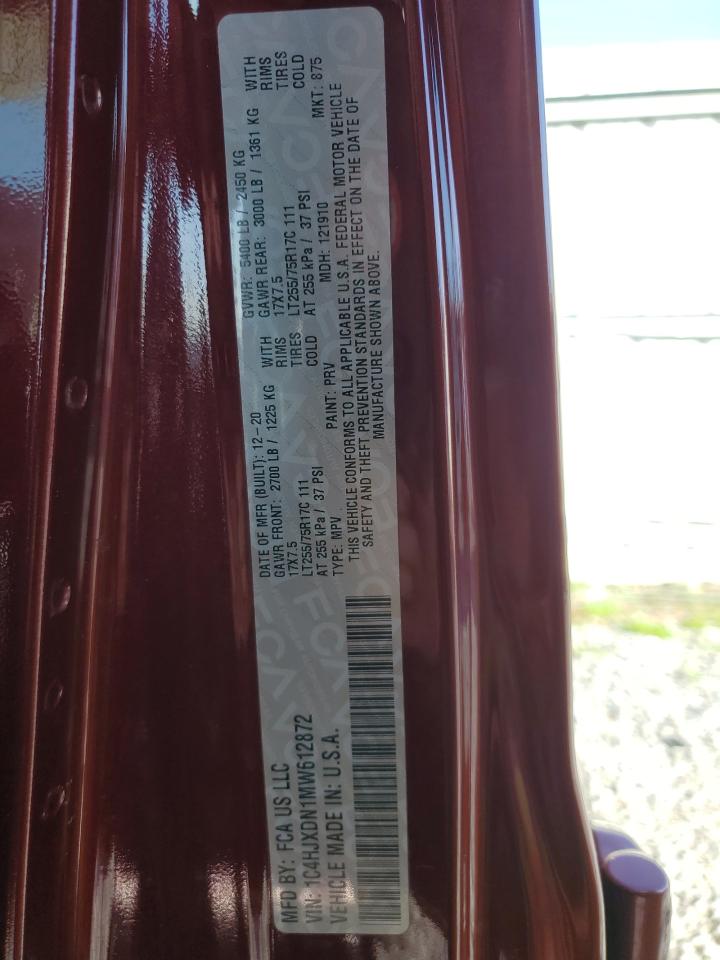 MFD BY: FCA US LLC
DATE OF MFR (BUILT): 12-20
GVWR: 5400 LB / 2450 KG
GAWR FRONT: 2700 LB / 1225 KG WITH
GAWR REAR: 3000 LB / 1361 KG WITH
17X7.5 RIMS
17X7.5 RIMS
LT255/75R17C 111 TIRES
LT255/75R17C 111 TIRES
AT 255 kPa / 37 PSI COLD
AT 255 kPa / 37 PSI COLD
VIN: 1C4HJXDN1MW612872
TYPE: MPV PAINT: PRV MDH: 121910 MKT: 875
VEHICLE MADE IN: U.S.A.
THIS VEHICLE CONFORMS TO ALL APPLICABLE U.S.A. FEDERAL MOTOR VEHICLE
SAFETY AND THEFT PREVENTION STANDARDS IN EFFECT ON THE DATE OF
MANUFACTURE SHOWN ABOVE.